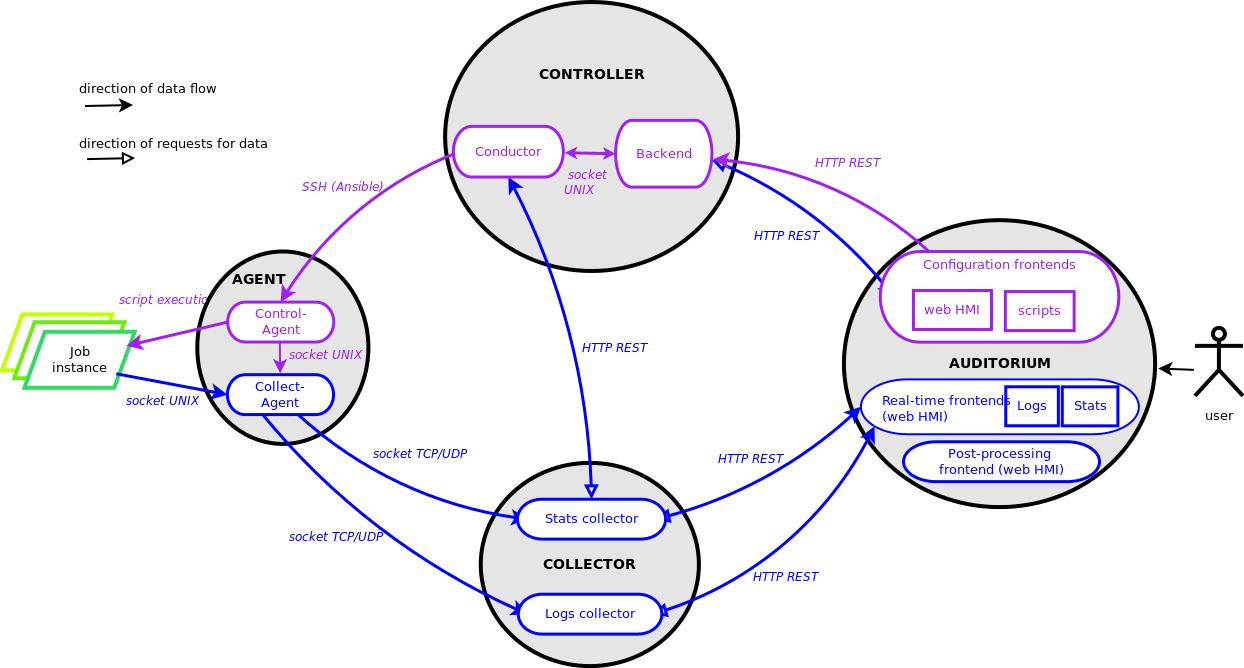 direction of data flow
direction of requests for data
CONTROLLER
Conductor
Backend
socket
UNIX
HTTP REST
SSH (Ansible)
HTTP REST
AGENT
Control-
Agent
script executio
socket UNIX
Job
instance
Collect-
Agent
socket UNIX
HTTP REST
Configuration frontends
web HMI
scripts
AUDITORIUM
Real-time frontends
(web HMI)
Logs
Stats
Post-processing
frontend (web HMI)
user
socket TCP/UDP
HTTP REST
socket TCP/UDP
Stats collector
COLLECTOR
Logs collector
HTTP REST